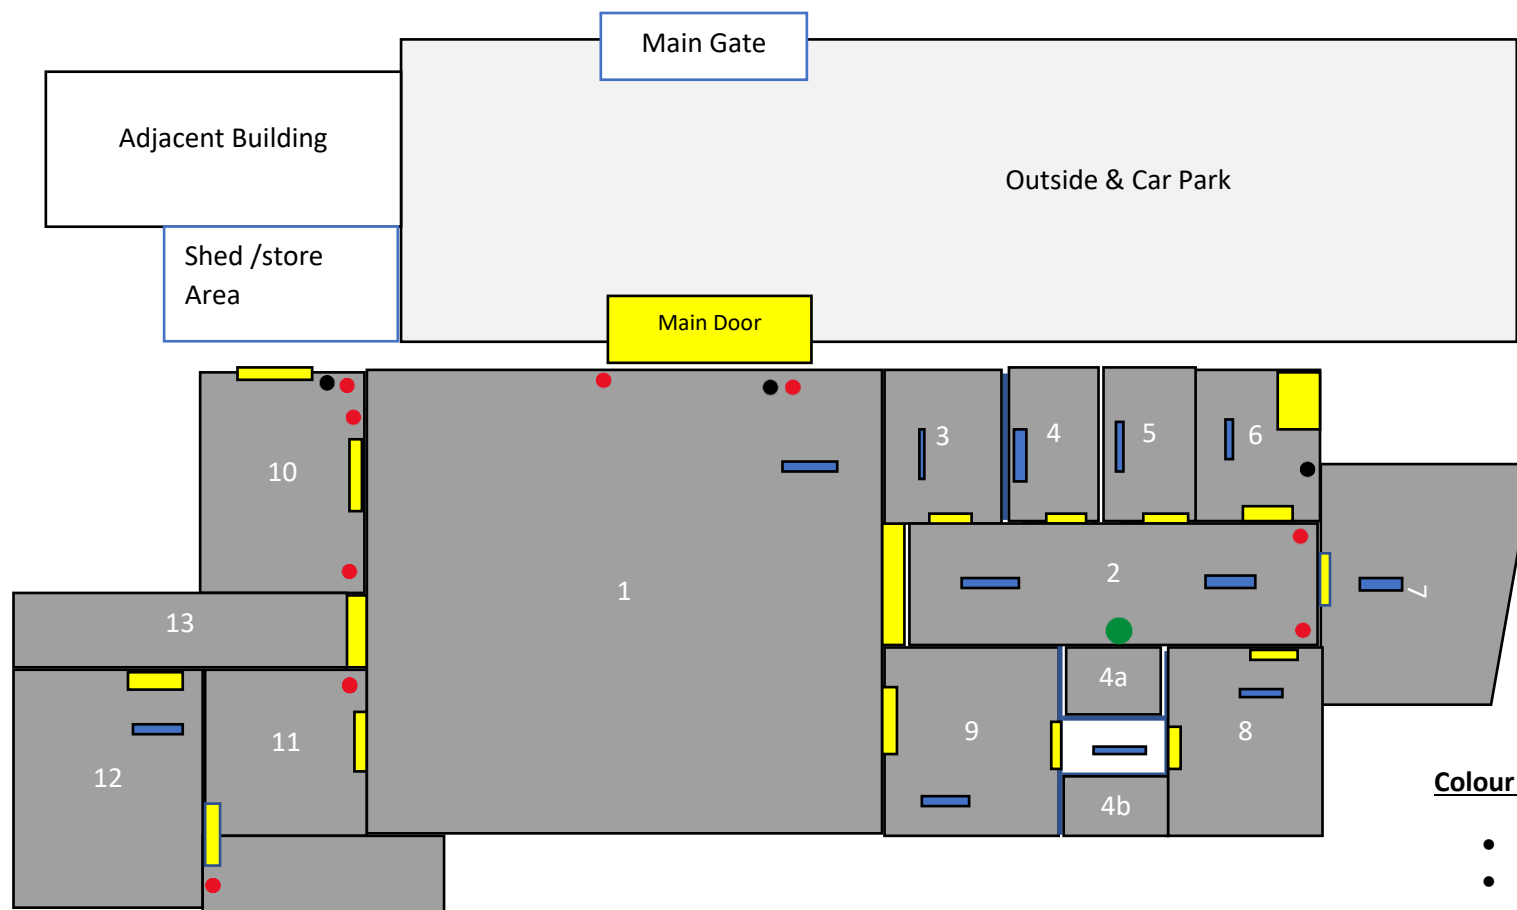 Main Gate
Adjacent Building
Outside & Car Park
Shed /store
Area
Main Door
3
4
5
6
10
7
2
1
13
4a
9
8
11
12
4b
Colour